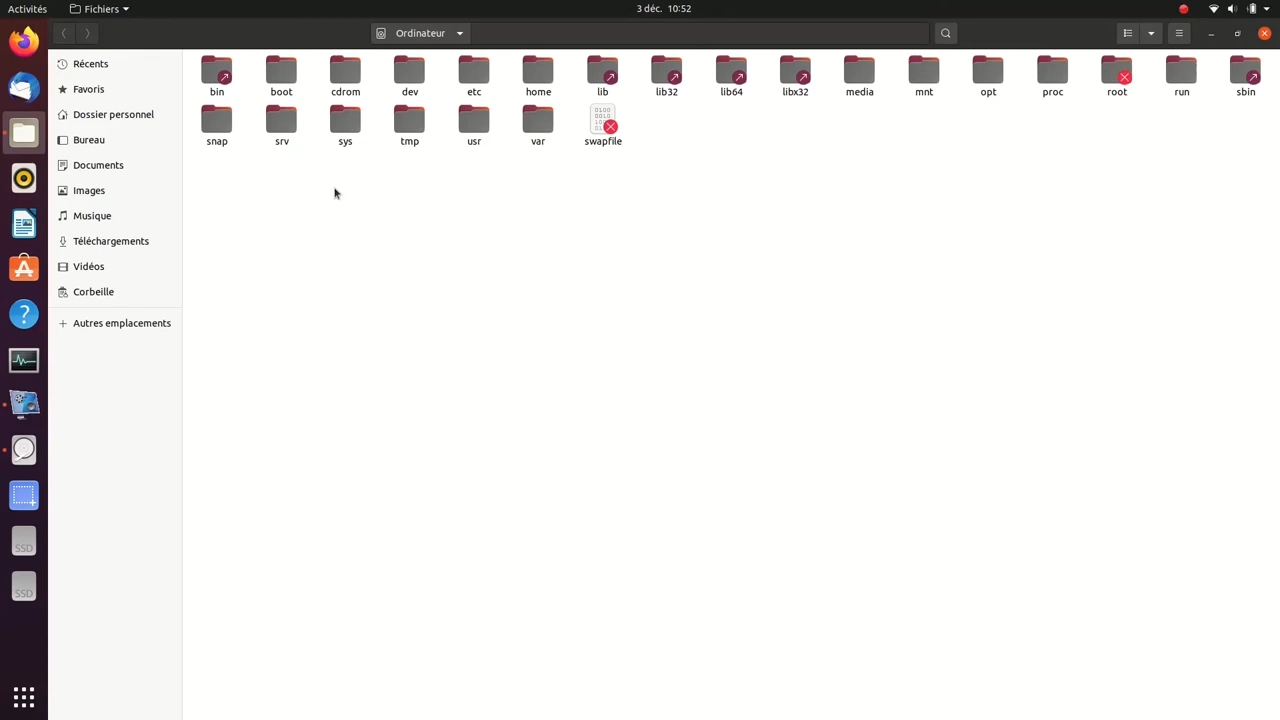 Activités Fichiers 3 déc. 10:52
Ordinateur
Récents
Favoris
Dossier personnel
Bureau
Documents
Images
Musique
Téléchargements
Vidéos
Corbeille
Autres emplacements
bin boot cdrom dev etc home lib lib32 lib64 libx32 media mnt opt proc root run sbin
snap srv sys tmp usr var swapfile
SSD
SSD